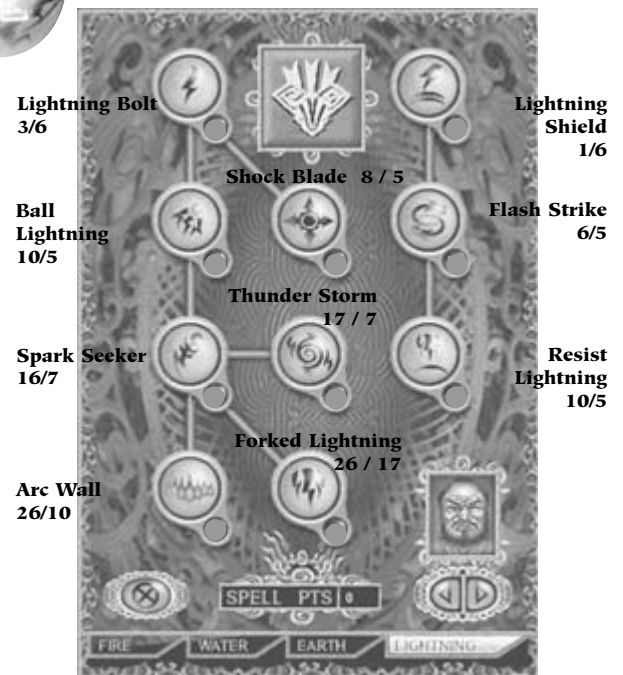 Lightning Bolt
3/6
Lightning
Shield
1/6
Shock Blade 8 / 5
Ball
Lightning
10/5
Flash Strike
6/5
Thunder Storm
17 / 7
Spark Seeker
16/7
Resist
Lightning
10/5
Forked Lightning
26 / 17
Arc Wall
26/10
SPELL PTS 0
FIRE WATER EARTH LIGHTNING